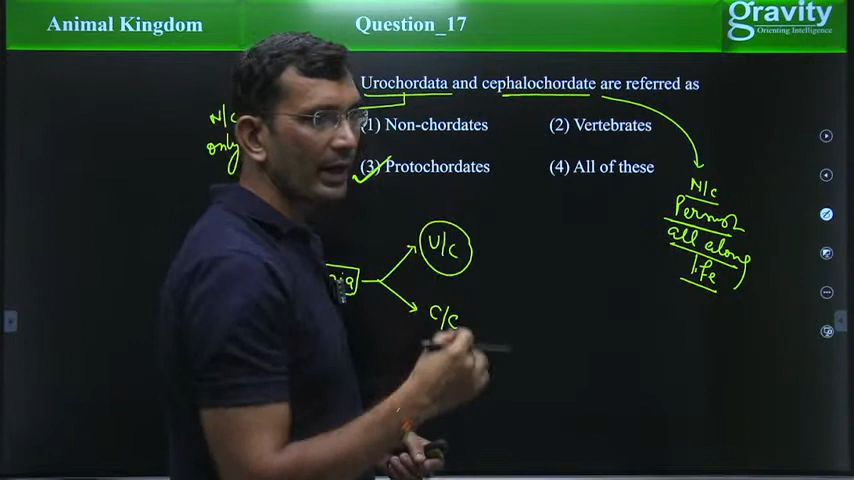 Animal Kingdom
Question_17
gravity
Orienting Intelligence
Urochordata and cephalochordate are referred as
(1) Non-chordates
(2) Vertebrates
(3) Protochordates
(4) All of these
N/C
only
N/C
all along
life
U/C
C/C